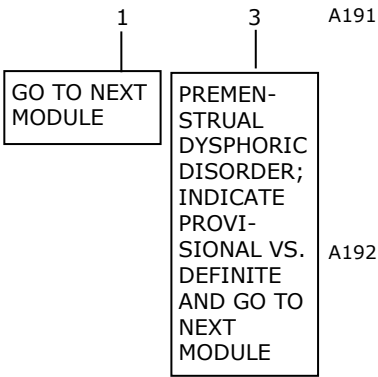 1 3 A191
GO TO NEXT
MODULE
PREMEN-
STRUAL
DYSPHORIC
DISORDER;
INDICATE
PROVI-
SIONAL VS.
DEFINITE
AND GO TO
NEXT
MODULE
A192